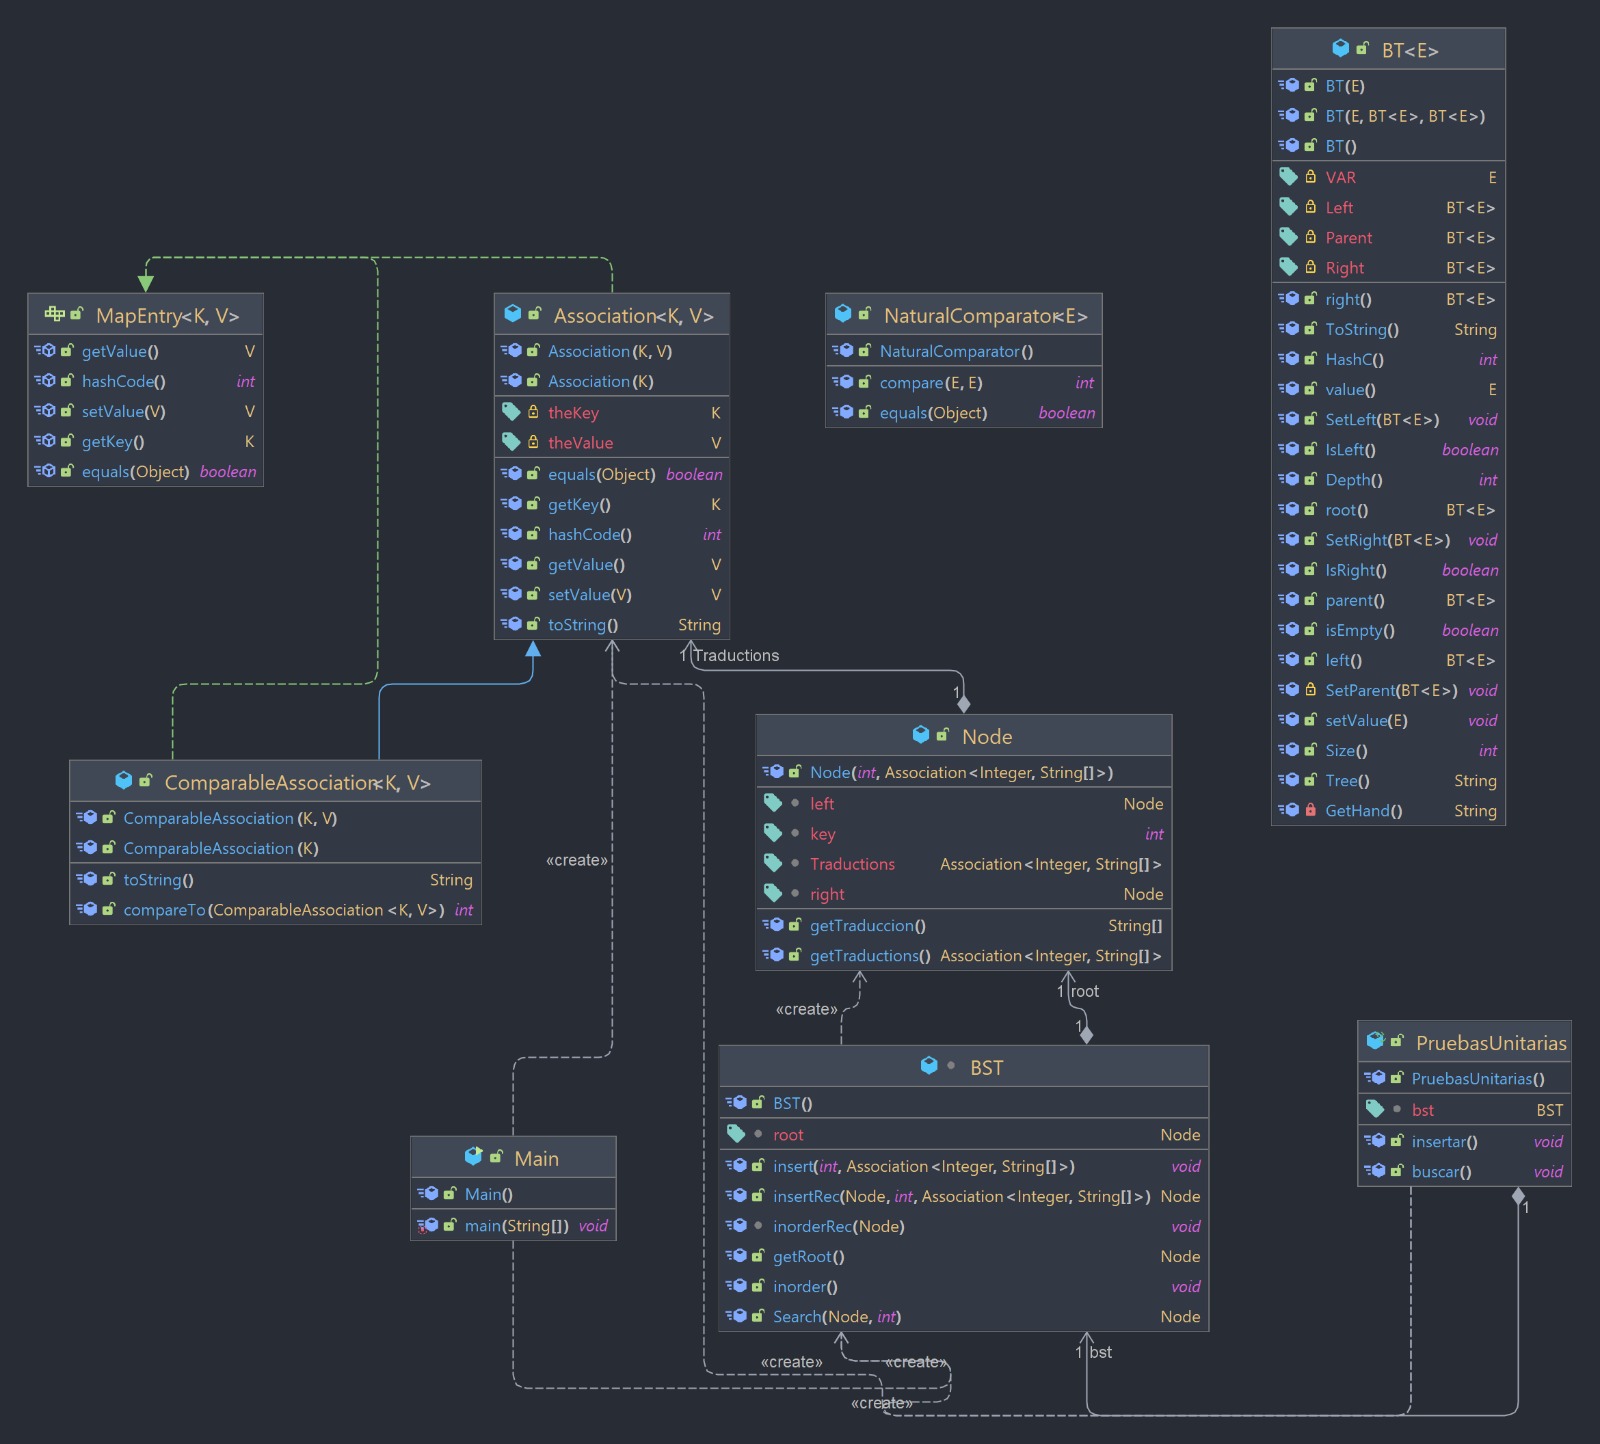 BT<E>
BT(E)
BT(E, BT<E>, BT<E>)
BT()
VAR E
Left BT<E>
Parent BT<E>
Right BT<E>
right() BT<E>
ToString() String
HashC() int
value() E
SetLeft(BT<E>) void
IsLeft() boolean
Depth() int
root() BT<E>
SetRight(BT<E>) void
IsRight() boolean
parent() BT<E>
isEmpty() boolean
left() BT<E>
SetParent(BT<E>) void
setValue(E) void
Size() int
Tree() String
GetHand() String
MapEntry<K, V>
getValue() V
hashCode() int
setValue(V) V
getKey() K
equals(Object) boolean
Association<K, V>
Association(K, V)
Association(K)
theKey K
theValue V
equals(Object) boolean
getKey() K
hashCode() int
getValue() V
setValue(V) V
toString() String
NaturalComparator<E>
NaturalComparator()
compare(E, E) int
equals(Object) boolean
1 Traductions
1
ComparableAssociation<K, V>
ComparableAssociation(K, V)
ComparableAssociation(K)
toString() String
compareTo(ComparableAssociation<K, V>) int
«create»
Node
Node(int, Association<Integer, String[]>)
left Node
key int
Traductions Association<Integer, String[]>
right Node
getTraduccion() String[]
getTraductions() Association<Integer, String[]>
«create»
1 root
1
BST
BST()
root Node
insert(int, Association<Integer, String[]>) void
insertRec(Node, int, Association<Integer, String[]>) Node
inorderRec(Node) void
getRoot() Node
inorder() void
Search(Node, int) Node
PruebasUnitarias
PruebasUnitarias()
bst BST
insertar() void
buscar() void
1
Main
Main()
main(String[]) void
«create»
«create»
1 bst
«create»